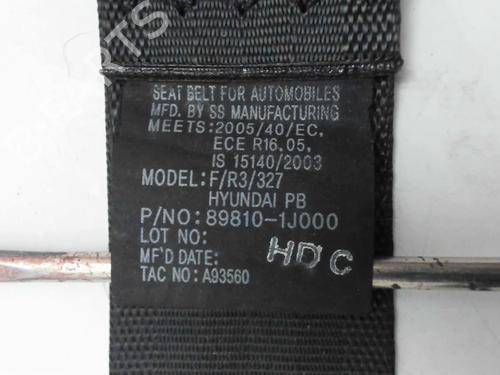 SEAT BELT FOR AUTOMOBILES
MFD. BY SS MANUFACTURING
MEETS:2005/40/EC,
ECE R16.05,
IS 15140/2003
MODEL: F/R3/327
HYUNDAI PB
P/NO: 89810-1J000
LOT NO:
MF'D DATE:
TAC NO: A93560
HDC